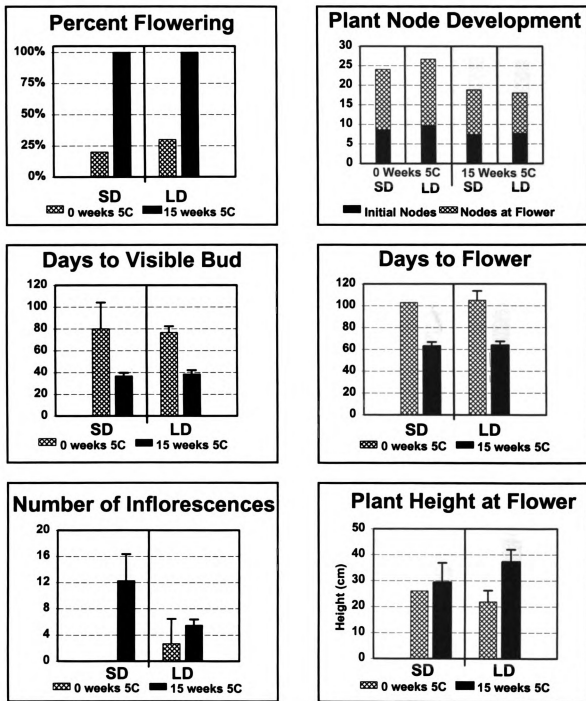 Percent Flowering
100%
75%
50%
25%
0%
SD LD
0 weeks 5C 15 weeks 5C
Plant Node Development
30
25
20
15
10
5
0
0 Weeks 5C 15 Weeks 5C
SD LD SD LD
Initial Nodes Nodes at Flower
Days to Visible Bud
120
100
80
60
40
20
0
SD LD
0 weeks 5C 15 weeks 5C
Days to Flower
120
100
80
60
40
20
0
SD LD
0 weeks 5C 15 weeks 5C
Number of Inflorescences
20
16
12
8
4
0
SD LD
0 weeks 5C 15 weeks 5C
Plant Height at Flower
Height (cm)
50
40
30
20
10
0
SD LD
0 weeks 5C 15 weeks 5C